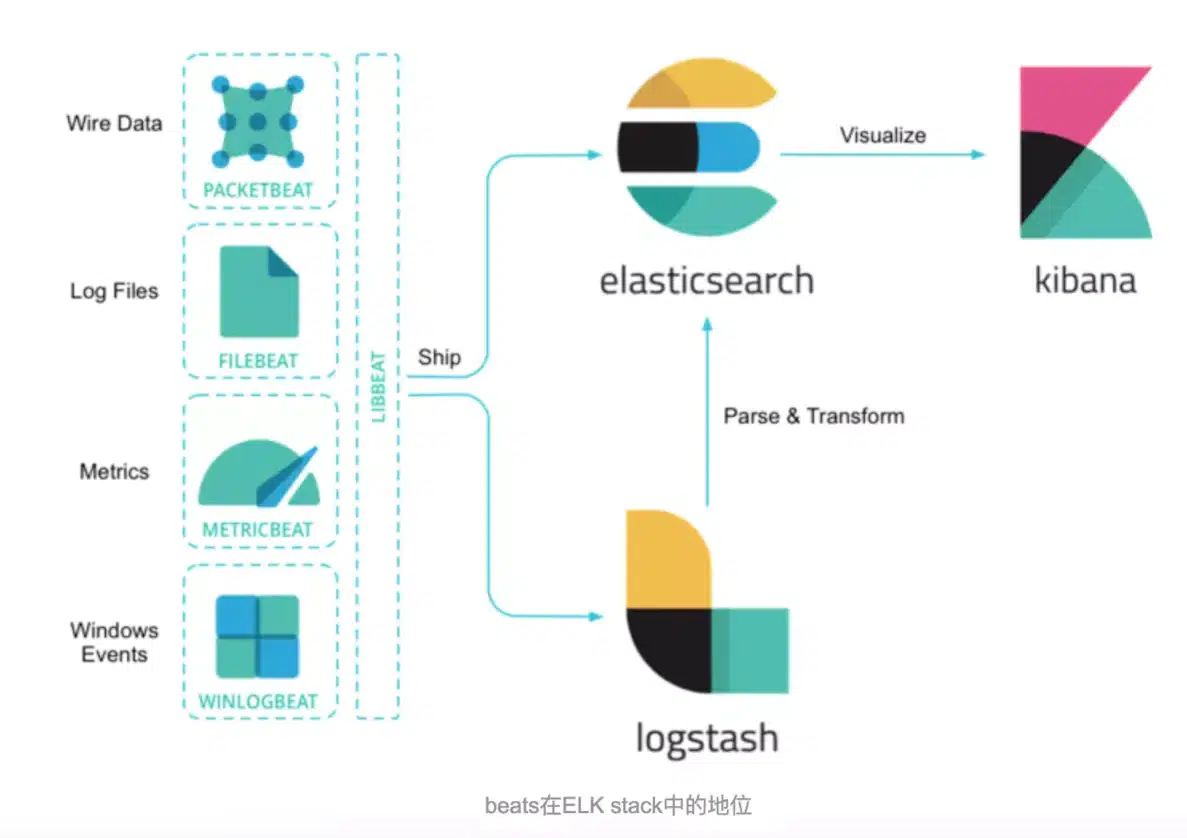 Wire Data
PACKETBEAT
Log Files
FILEBEAT
Metrics
METRICBEAT
Windows
Events
WINLOGBEAT
LIBBEAT
Ship
elasticsearch
Visualize
kibana
Parse & Transform
logstash
beats在ELK stack中的地位